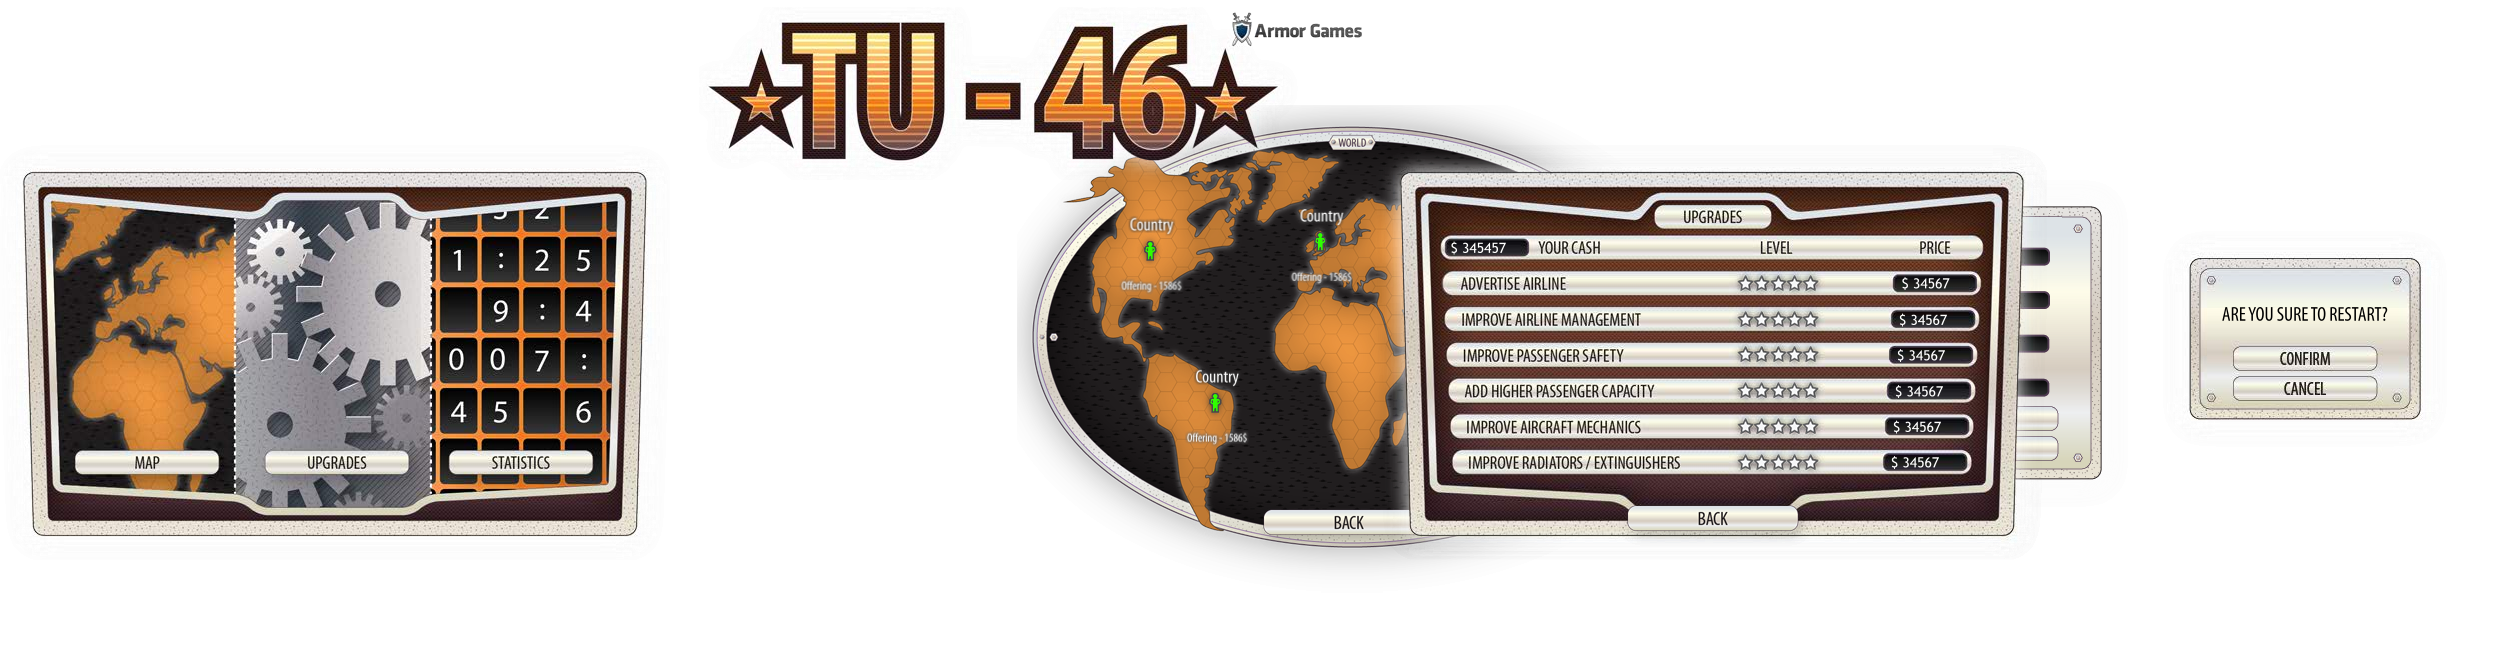 TU - 46
Armor Games
3 2
1 : 2 5
9 : 4
0 0 7 :
4 5 6
MAP
UPGRADES
STATISTICS
WORLD
Country
Offering - 1586$
Country
Offering - 1586$
Country
Offering - 1586$
BACK
UPGRADES
$ 345457 YOUR CASH LEVEL PRICE
ADVERTISE AIRLINE $ 34567
IMPROVE AIRLINE MANAGEMENT $ 34567
IMPROVE PASSENGER SAFETY $ 34567
ADD HIGHER PASSENGER CAPACITY $ 34567
IMPROVE AIRCRAFT MECHANICS $ 34567
IMPROVE RADIATORS / EXTINGUISHERS $ 34567
BACK
ARE YOU SURE TO RESTART?
CONFIRM
CANCEL